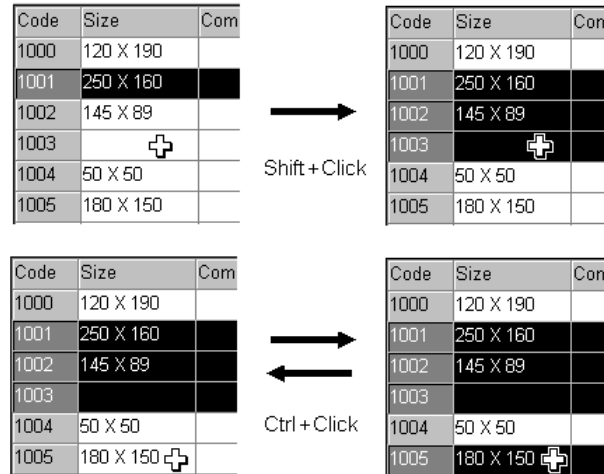 Code Size Com
1000 120 X 190
1001 250 X 160
1002 145 X 89
1003
1004 50 X 50
1005 180 X 150
Shift+Click
Code Size Com
1000 120 X 190
1001 250 X 160
1002 145 X 89
1003
1004 50 X 50
1005 180 X 150
Code Size Com
1000 120 X 190
1001 250 X 160
1002 145 X 89
1003
1004 50 X 50
1005 180 X 150
Ctrl+Click
Code Size Com
1000 120 X 190
1001 250 X 160
1002 145 X 89
1003
1004 50 X 50
1005 180 X 150